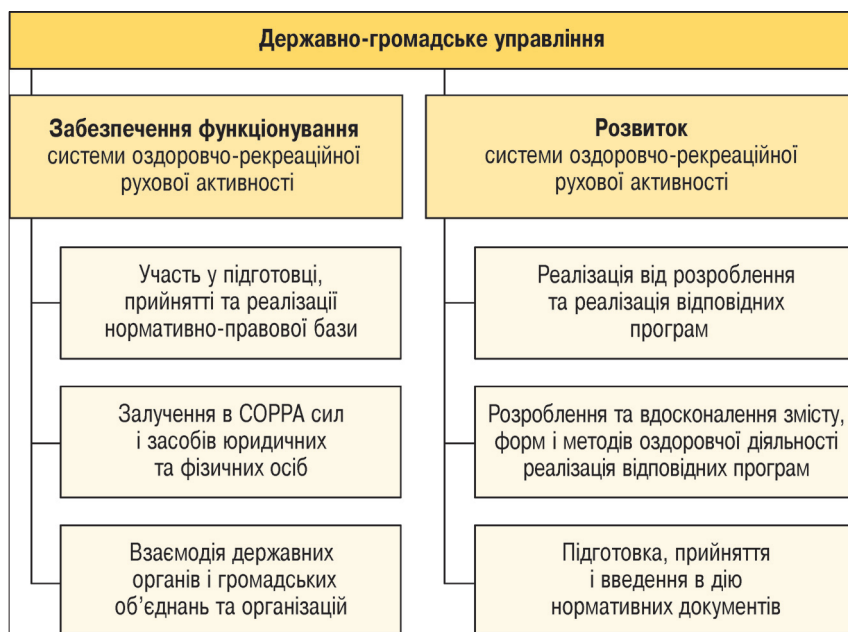 Державно-громадське управління
Забезпечення функціонування
системи оздоровчо-рекреаційної
рухової активності
Участь у підготовці,
прийнятті та реалізації
нормативно-правової бази
Залучення в СОРРА сил
і засобів юридичних
та фізичних осіб
Взаємодія державних
органів і громадських
об’єднань та організацій
Розвиток
системи оздоровчо-рекреаційної
рухової активності
Реалізація від розроблення
та реалізація відповідних
програм
Розроблення та вдосконалення змісту,
форм і методів оздоровчої діяльності
реалізація відповідних програм
Підготовка, прийняття
і введення в дію
нормативних документів